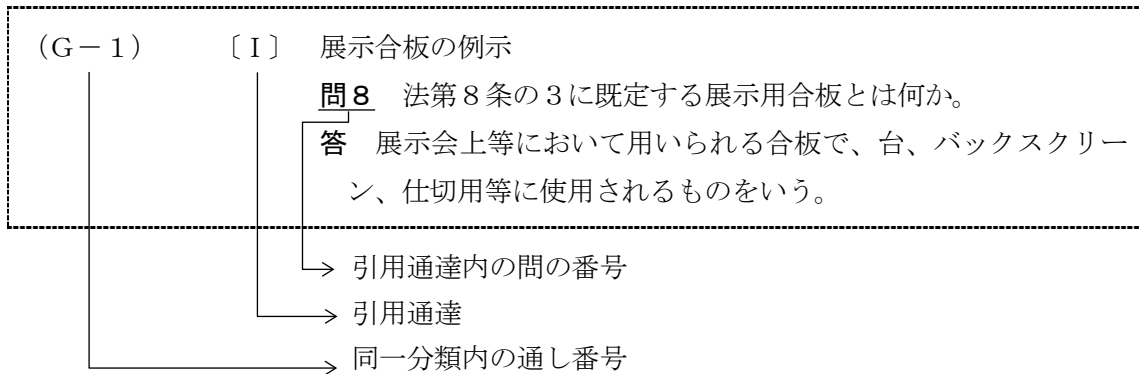 （Ｇ－１）　〔Ｉ〕　展示合板の例示
問８　法第８条の３に既定する展示用合板とは何か。
答　展示会上等において用いられる合板で、台、バックスクリー
ン、仕切用等に使用されるものをいう。
引用通達内の問の番号
引用通達
同一分類内の通し番号